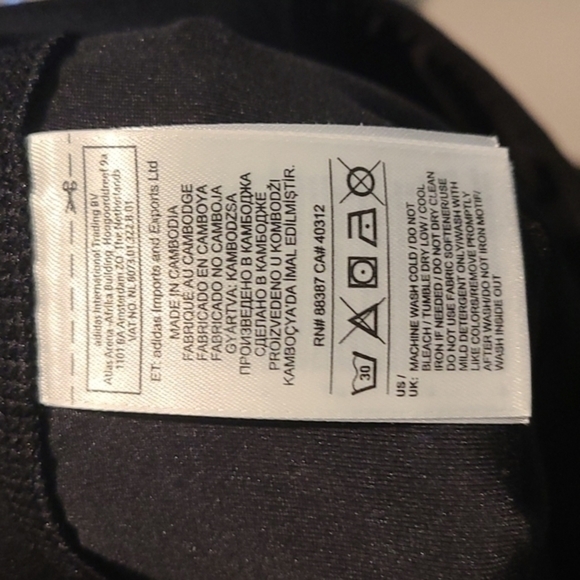 adidas International Trading BV
Atlas Arena -Afrika Building, Hoogoorddreef 9a
1101 BA Amsterdam ZO The Netherlands
VAT NO. NL 8073.01.322.B.01
ET: adidas Imports and Exports Ltd
MADE IN CAMBODIA
FABRIQUÉ AU CAMBODGE
FABRICADO EN CAMBOYA
FABRICADO NO CAMBOJA
GYÁRTVA: KAMBODZSA
ПРОИЗВЕДЕНО В КАМБОДЖА
СДЕЛАНО В КАМБОДЖЕ
PROIZVEDENO U KOMBODŽI
KAMBOÇYA'DA İMAL EDİLMİŞTİR.
RN# 88387 CA# 40312
30
US /
UK: MACHINE WASH COLD / DO NOT
BLEACH / TUMBLE DRY LOW / COOL
IRON IF NEEDED / DO NOT DRY CLEAN
DO NOT USE FABRIC SOFTENER/USE
MILD DETERGENT ONLY/WASH WITH
LIKE COLORS/REMOVE PROMPTLY
AFTER WASH/DO NOT IRON MOTIF/
WASH INSIDE OUT